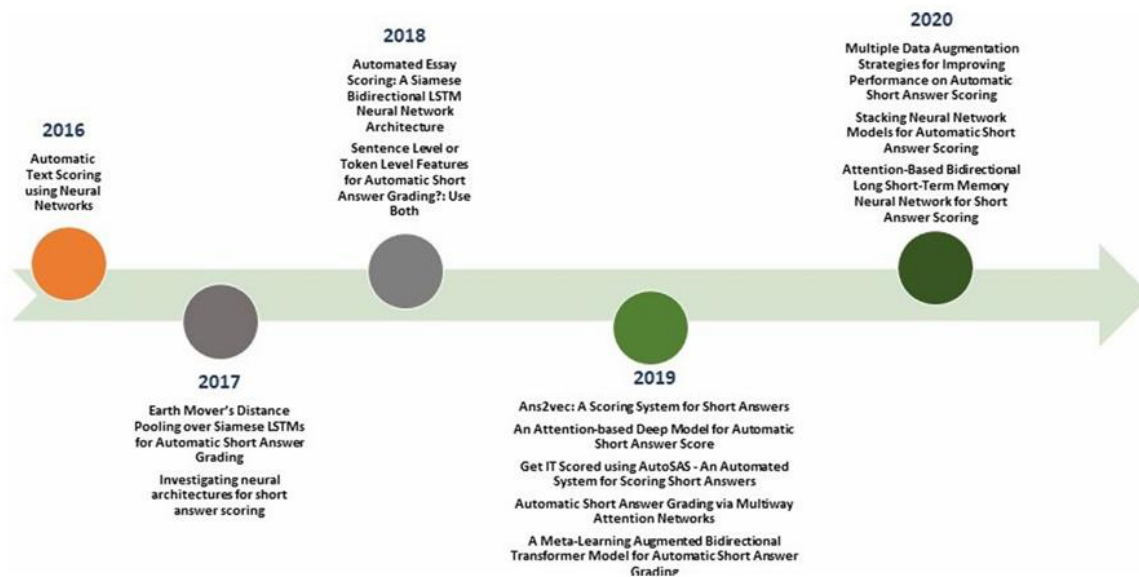 2016
Automatic
Text Scoring
using Neural
Networks
2017
Earth Mover's Distance
Pooling over Siamese LSTMs
for Automatic Short Answer
Grading
Investigating neural
architectures for short
answer scoring
2018
Automated Essay
Scoring: A Siamese
Bidirectional LSTM
Neural Network
Architecture
Sentence Level or
Token Level Features
for Automatic Short
Answer Grading?: Use
Both
2019
Ans2vec: A Scoring System for Short Answers
An Attention-based Deep Model for Automatic
Short Answer Score
Get IT Scored using AutoSAS - An Automated
System for Scoring Short Answers
Automatic Short Answer Grading via Multiway
Attention Networks
A Meta-Learning Augmented Bidirectional
Transformer Model for Automatic Short Answer
Grading
2020
Multiple Data Augmentation
Strategies for Improving
Performance on Automatic
Short Answer Scoring
Stacking Neural Network
Models for Automatic Short
Answer Scoring
Attention-Based Bidirectional
Long Short-Term Memory
Neural Network for Short
Answer Scoring